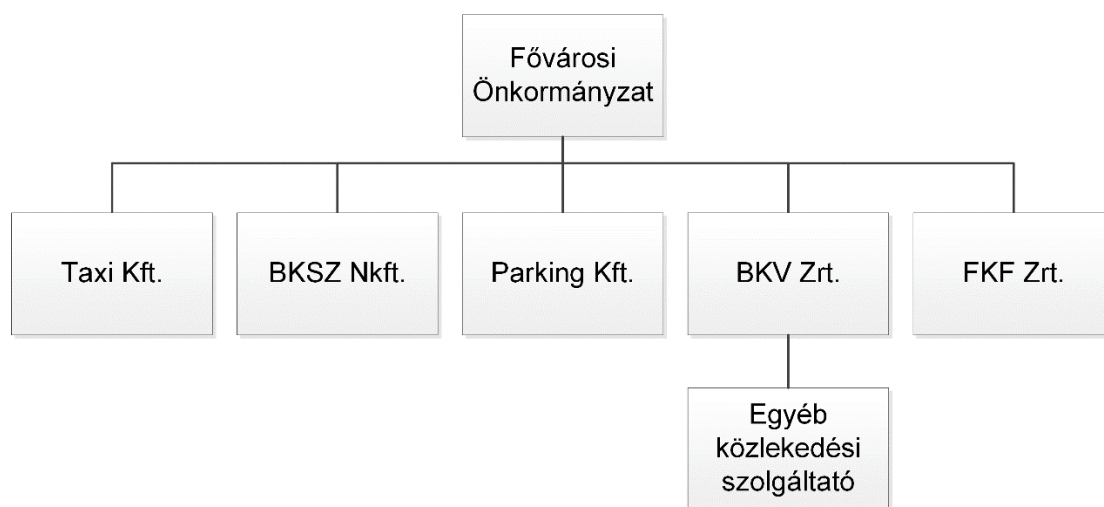 Fővárosi
Önkormányzat
Taxi Kft.
BKSZ Nkft.
Parking Kft.
BKV Zrt.
FKF Zrt.
Egyéb
közlekedési
szolgáltató